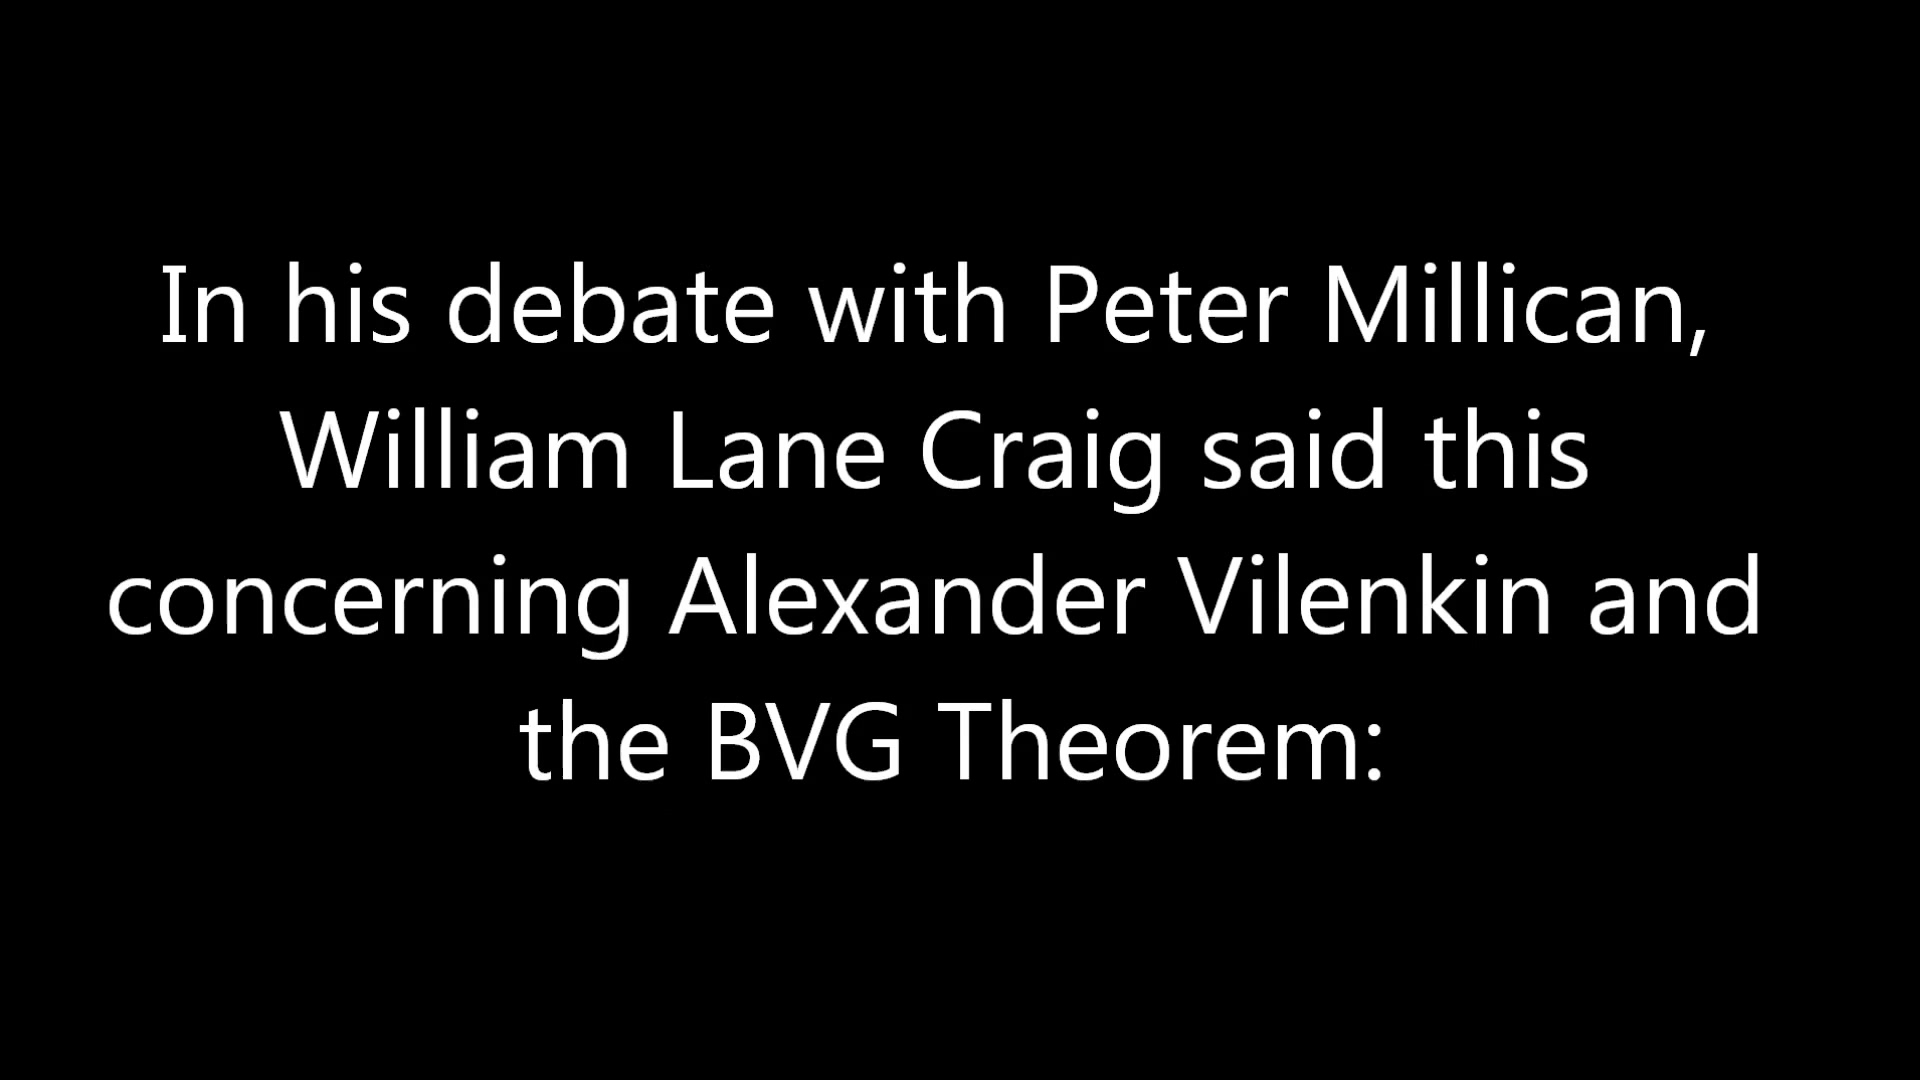 In his debate with Peter Millican,
William Lane Craig said this
concerning Alexander Vilenkin and
the BVG Theorem: